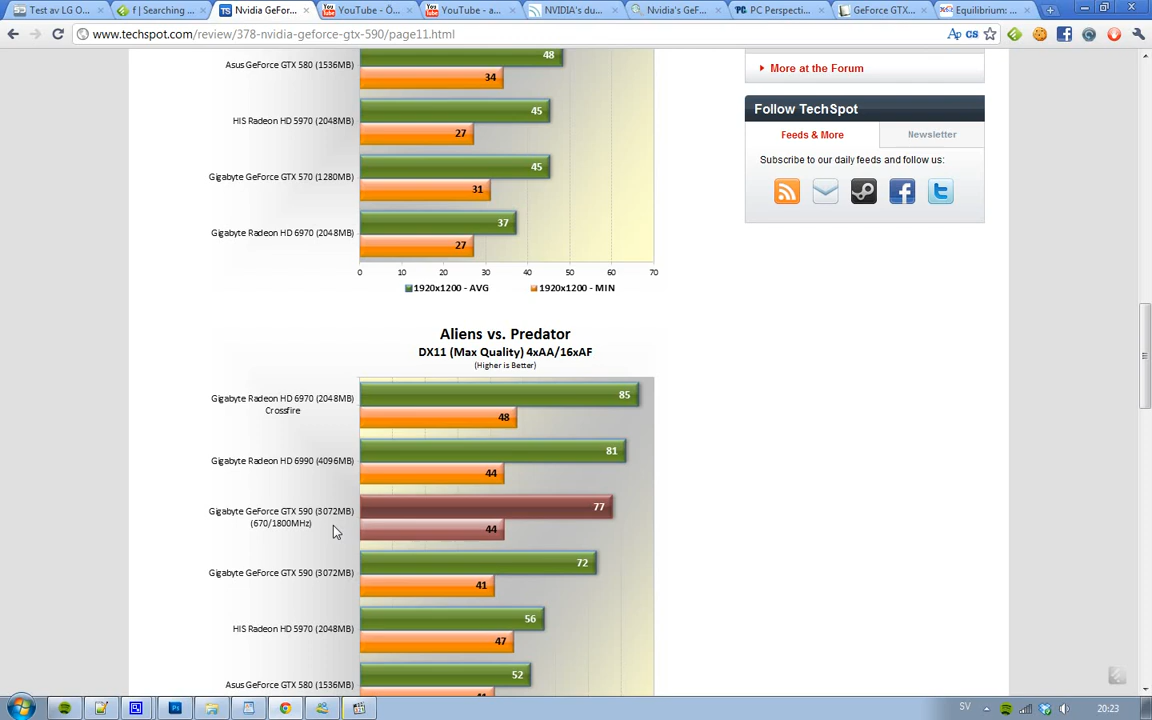 Test av LG O...
f | Searching ...
TS Nvidia GeFor...
YouTube - Ö...
YouTube - a...
NVIDIA's du...
Nvidia's GeF...
PC Perspecti...
GeForce GTX...
Equilibrium: ...
www.techspot.com/review/378-nvidia-geforce-gtx-590/page11.html
Asus GeForce GTX 580 (1536MB)
48
34
HIS Radeon HD 5970 (2048MB)
45
27
Gigabyte GeForce GTX 570 (1280MB)
45
31
Gigabyte Radeon HD 6970 (2048MB)
37
27
0 10 20 30 40 50 60 70
1920x1200 - AVG 1920x1200 - MIN
More at the Forum
Follow TechSpot
Feeds & More Newsletter
Subscribe to our daily feeds and follow us:
Aliens vs. Predator
DX11 (Max Quality) 4xAA/16xAF
(Higher is Better)
Gigabyte Radeon HD 6970 (2048MB)
Crossfire
85
48
Gigabyte Radeon HD 6990 (4096MB)
81
44
Gigabyte GeForce GTX 590 (3072MB)
(670/1800MHz)
77
44
Gigabyte GeForce GTX 590 (3072MB)
72
41
HIS Radeon HD 5970 (2048MB)
56
47
Asus GeForce GTX 580 (1536MB)
52
SV
20:23